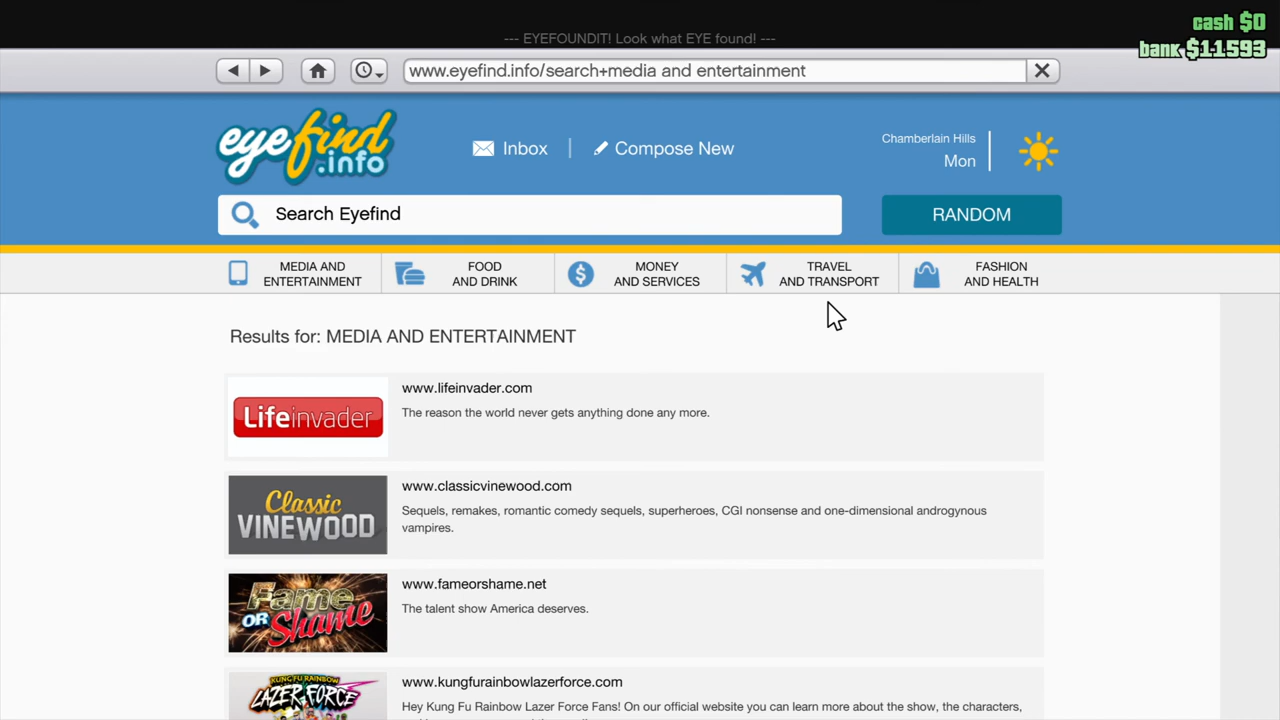 cash $0
--- EYEFOUNDIT! Look what EYE found! ---
bank $11593
www.eyefind.info/search+media and entertainment
eyefind
.info
Inbox
Compose New
Chamberlain Hills
Mon
Search Eyefind
RANDOM
MEDIA AND
ENTERTAINMENT
FOOD
AND DRINK
MONEY
AND SERVICES
TRAVEL
AND TRANSPORT
FASHION
AND HEALTH
Results for: MEDIA AND ENTERTAINMENT
Lifeinvader
www.lifeinvader.com
The reason the world never gets anything done any more.
Classic
VINEWOOD
www.classicvinewood.com
Sequels, remakes, romantic comedy sequels, superheroes, CGI nonsense and one-dimensional androgynous
vampires.
Fame
OR Shame
www.fameorshame.net
The talent show America deserves.
KUNG FU RAINBOW
LAZER FORCE
www.kungfurainbowlazerforce.com
Hey Kung Fu Rainbow Lazer Force Fans! On our official website you can learn more about the show, the characters,